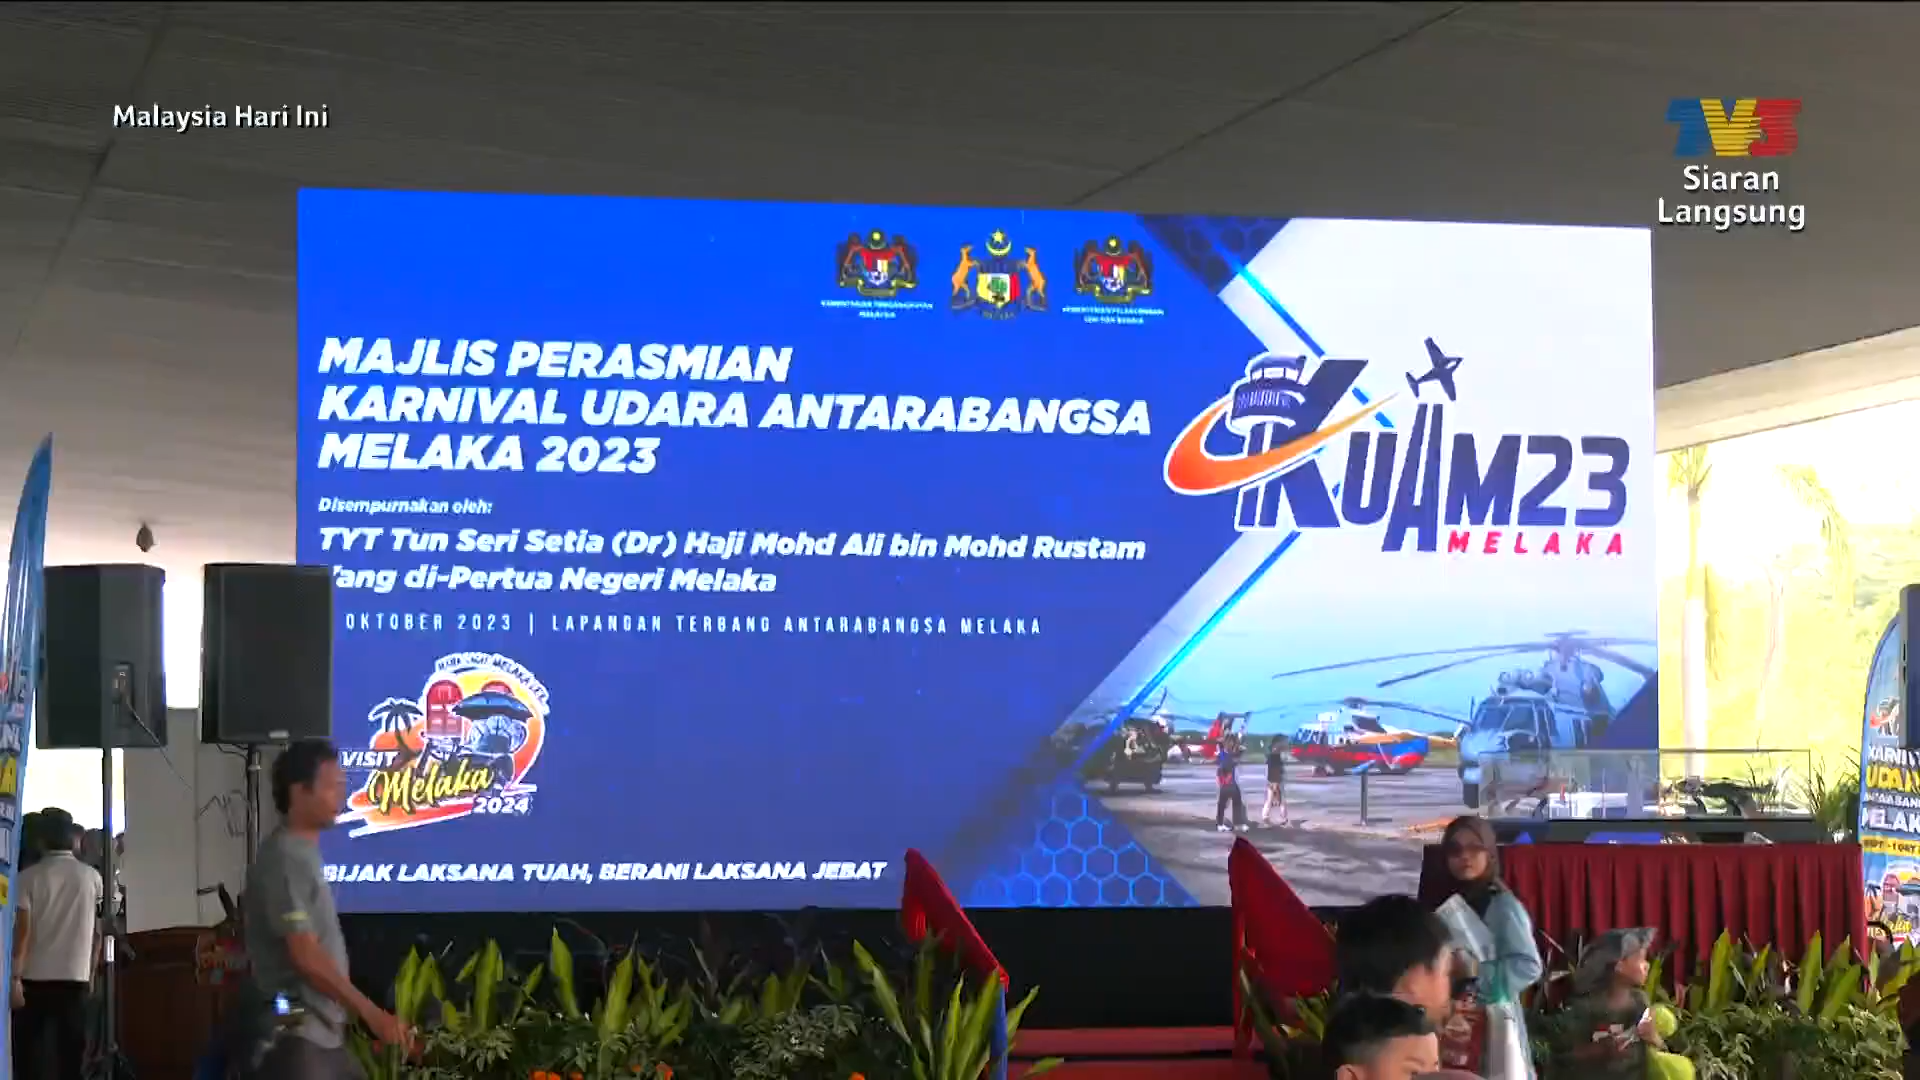 Malaysia Hari Ini
TV3
Siaran
Langsung
MAJLIS PERASMIAN
KARNIVAL UDARA ANTARABANGSA
MELAKA 2023
Disempurnakan oleh:
TYT Tun Seri Setia (Dr) Haji Mohd Ali bin Mohd Rustam
Yang di-Pertua Negeri Melaka
OKTOBER 2023 | LAPANGAN TERBANG ANTARABANGSA MELAKA
KUAM23
MELAKA
VISIT
Melaka
2024
BIJAK LAKSANA TUAH, BERANI LAKSANA JEBAT